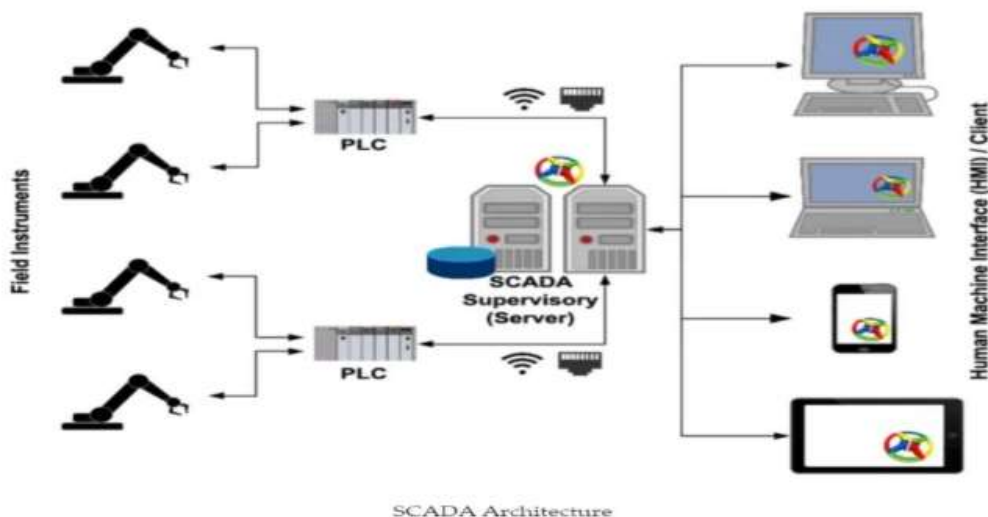 Field Instruments
PLC
PLC
SCADA
Supervisory
(Server)
Human Machine Interface (HMI) / Client
SCADA Architecture